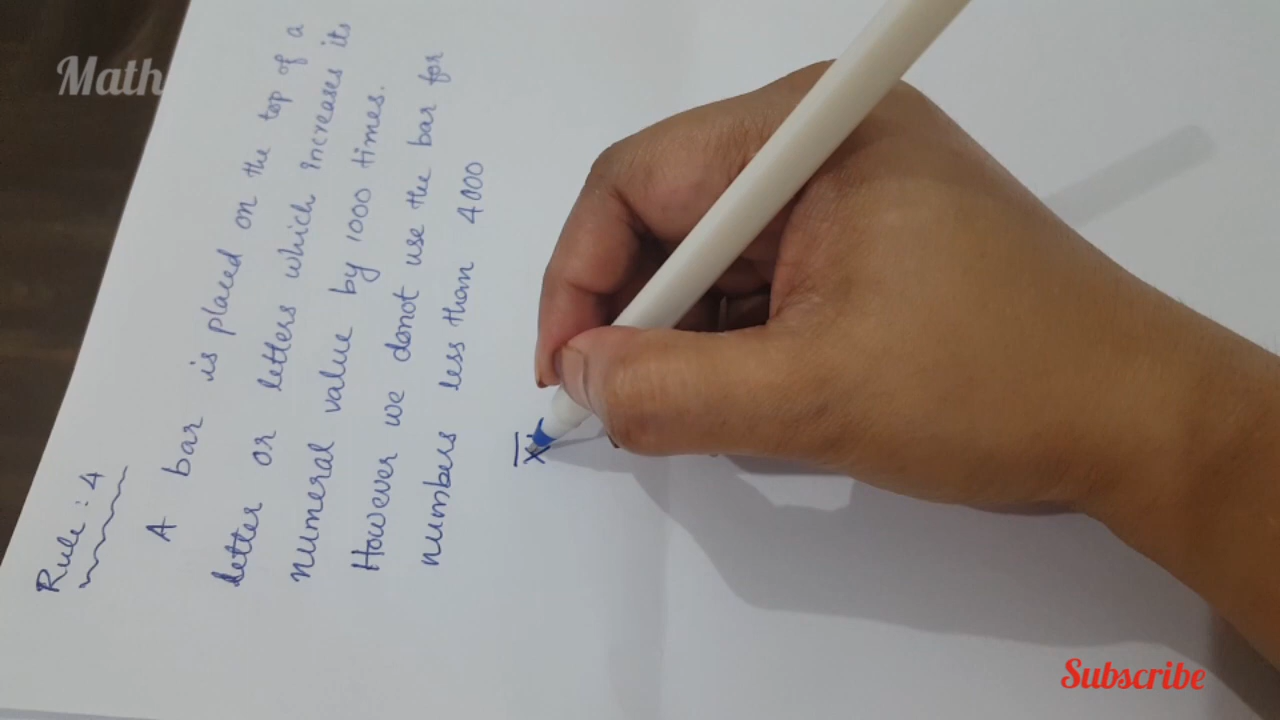 Math
Rule : 4
A bar is placed on the top of a
letter or letters which increases its
numeral value by 1000 times.
However we donot use the bar for
numbers less than 4000
X̅
Subscribe